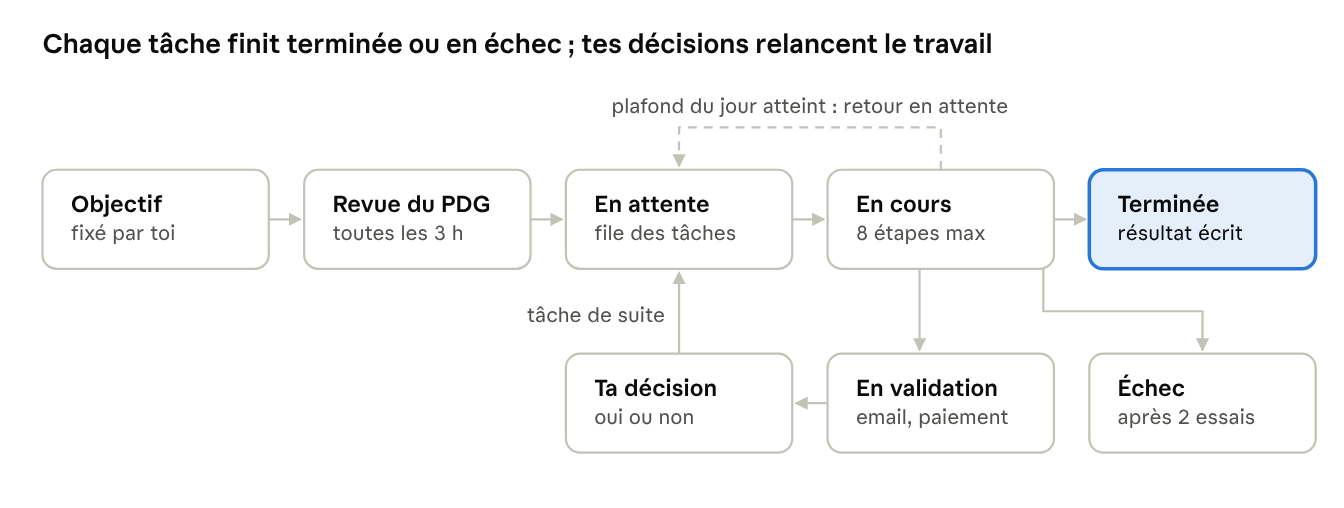 Chaque tâche finit terminée ou en échec ; tes décisions relancent le travail
plafond du jour atteint : retour en attente
Objectif
fixé par toi
Revue du PDG
toutes les 3 h
En attente
file des tâches
En cours
8 étapes max
Terminée
résultat écrit
tâche de suite
Ta décision
oui ou non
En validation
email, paiement
Échec
après 2 essais